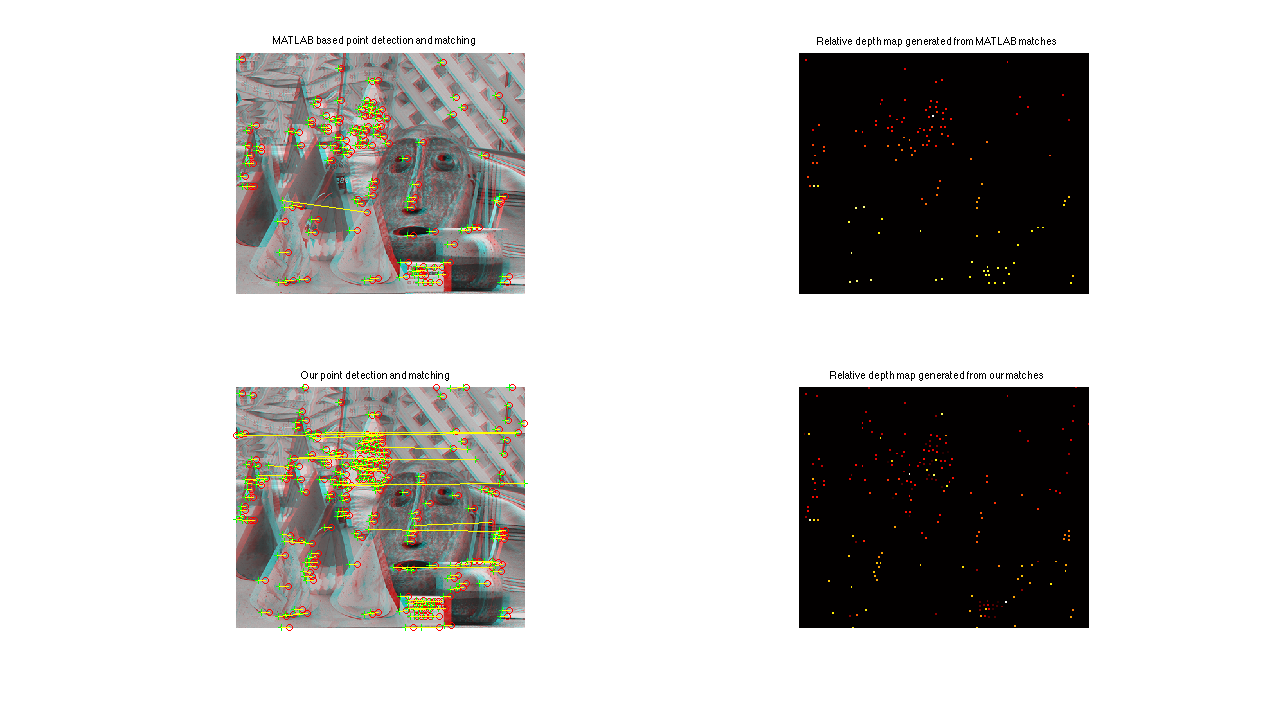 MATLAB based point detection and matching
Relative depth map generated from MATLAB matches
Our point detection and matching
Relative depth map generated from our matches